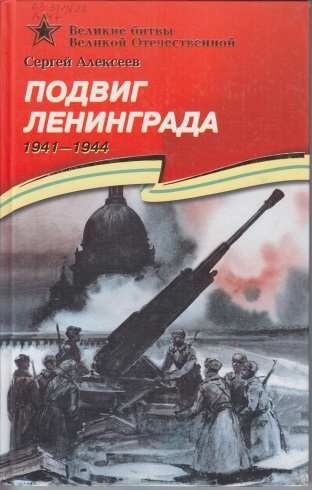 Великие битвы
Великой Отечественной
Сергей Алексеев
ПОДВИГ
ЛЕНИНГРАДА
1941—1944